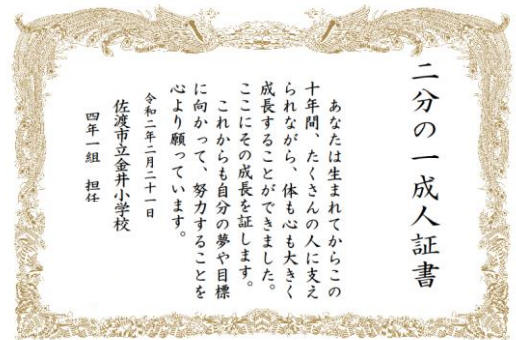 二分の一成人証書
あなたは生まれてからこの
十年間、たくさんの人に支え
られながら、体も心も大きく
成長することができました。
ここにその成長を証します。
これからも自分の夢や目標
に向かって、努力することを
心より願っています。
令和二年二月二十一日
佐渡市立金井小学校
四年一組　担任